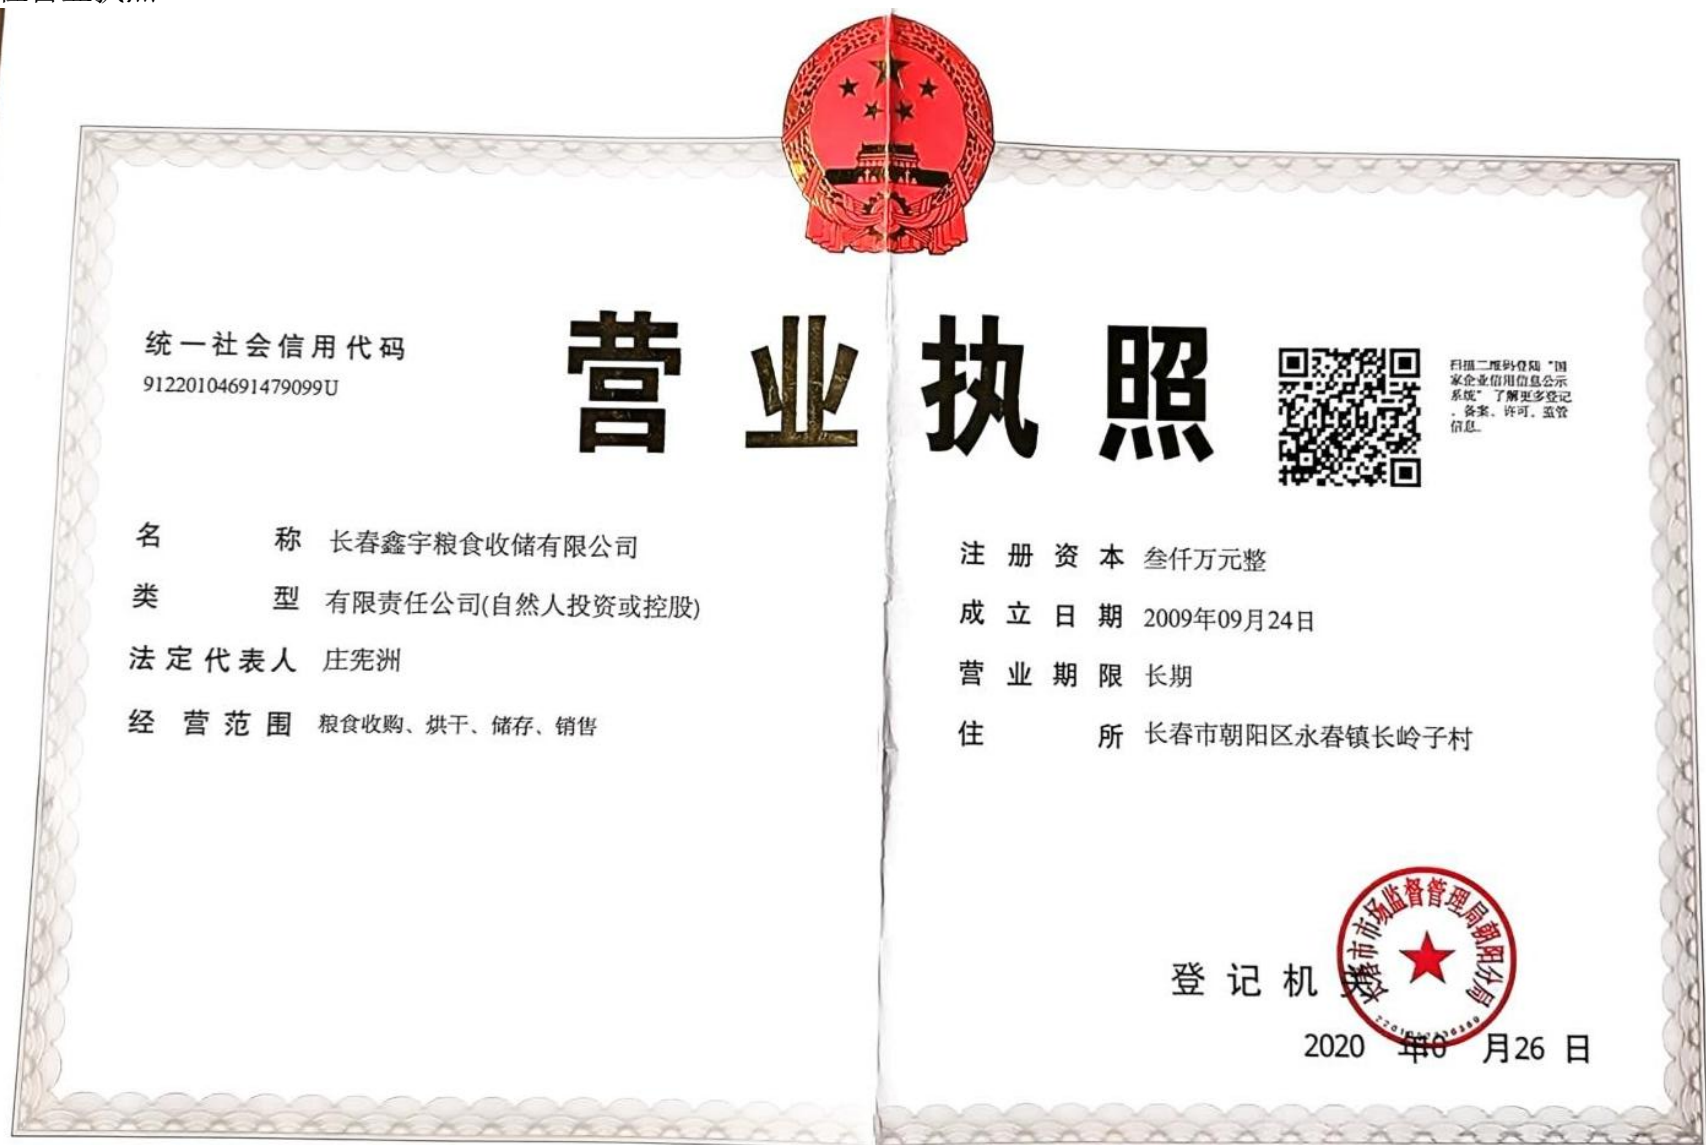 营业执照
统一社会信用代码
91220104691479099U
扫描二维码登陆“国
家企业信用信息公示
系统”了解更多登记
、备案、许可、监管
信息。
名称 长春鑫宇粮食收储有限公司
类型 有限责任公司(自然人投资或控股)
法定代表人 庄宪洲
经营范围 粮食收购、烘干、储存、销售
注册资本 叁仟万元整
成立日期 2009年09月24日
营业期限 长期
住所 长春市朝阳区永春镇长岭子村
长春市市场监督管理局朝阳分局
登记机关
2020 年 月26 日